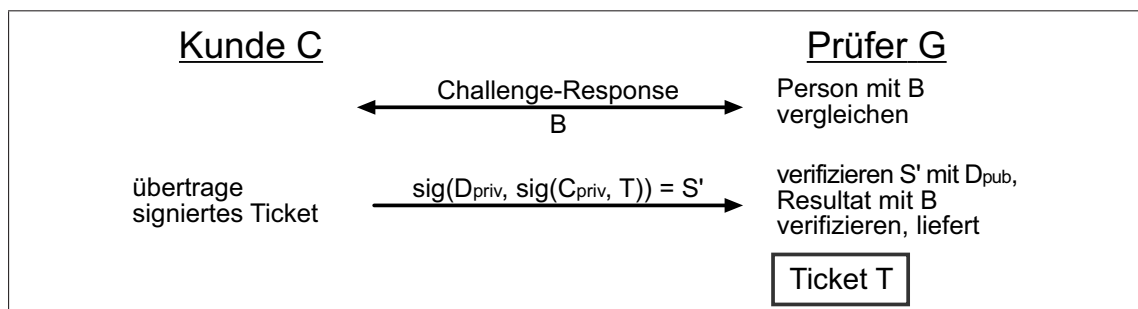 Kunde C
Prüfer G
Challenge-Response
B
Person mit B
vergleichen
übertrage
signiertes Ticket
sig(Dpriv, sig(Cpriv, T)) = S'
verifizieren S' mit Dpub,
Resultat mit B
verifizieren, liefert
Ticket T